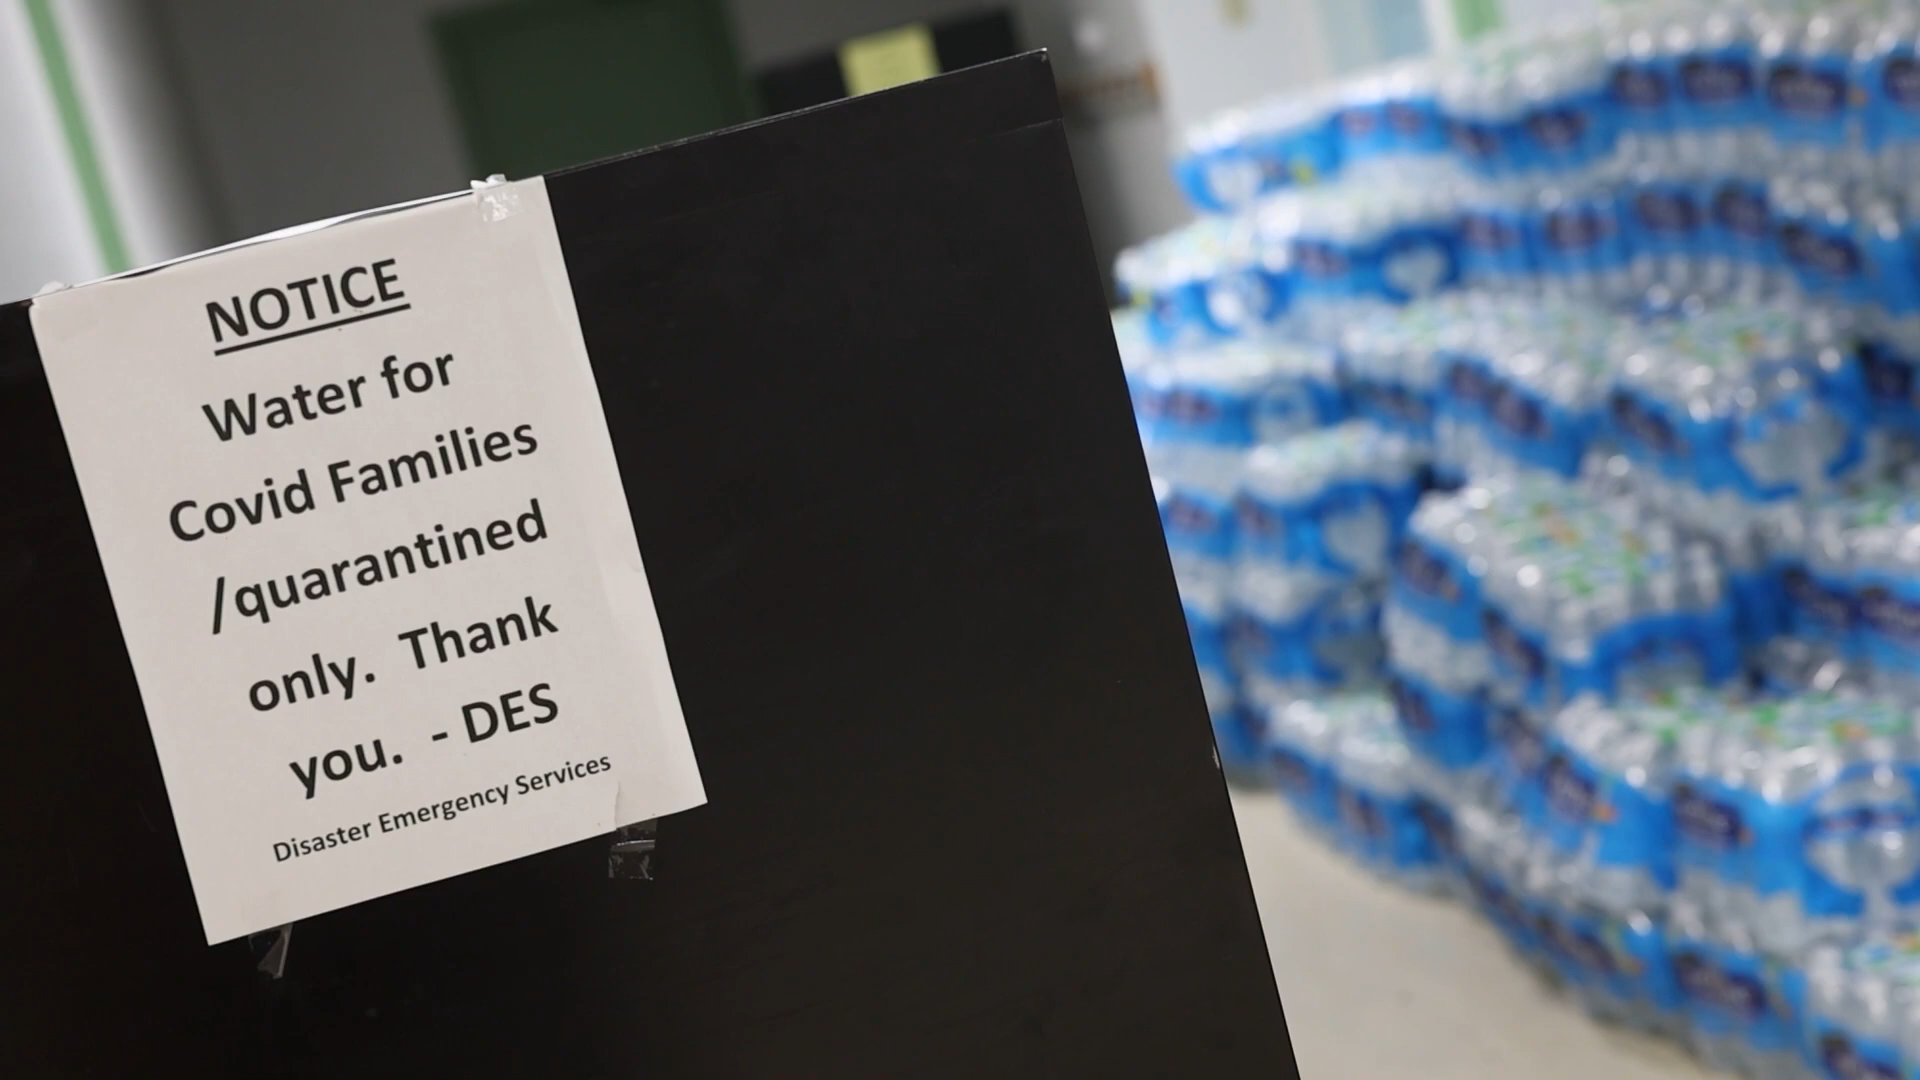 NOTICE
Water for
Covid Families
/quarantined
only. Thank
you. - DES
Disaster Emergency Services